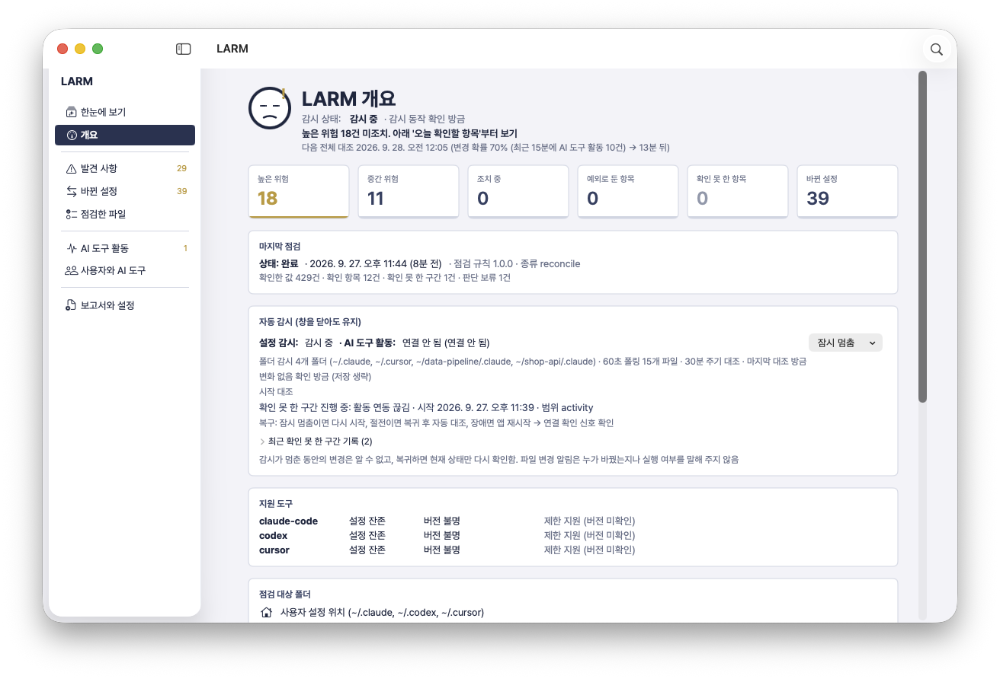 LARM
LARM
한눈에 보기
개요
발견 사항 29
바뀐 설정 39
점검한 파일
AI 도구 활동 1
사용자와 AI 도구
보고서와 설정
LARM 개요
감시 상태: 감시 중 · 감시 동작 확인 방금
높은 위험 18건 미조치. 아래 '오늘 확인할 항목'부터 보기
다음 전체 대조 2026. 9. 28. 오전 12:05 (변경 확률 70% (최근 15분에 AI 도구 활동 10건) → 13분 뒤)
높은 위험
18
중간 위험
11
조치 중
0
예외로 둔 항목
0
확인 못 한 항목
0
바뀐 설정
39
마지막 점검
상태: 완료 · 2026. 9. 27. 오후 11:44 (8분 전) · 점검 규칙 1.0.0 · 종류 reconcile
확인한 값 429건 · 확인 항목 12건 · 확인 못 한 구간 1건 · 판단 보류 1건
자동 감시 (창을 닫아도 유지)
설정 감시: 감시 중 · AI 도구 활동: 연결 안 됨 (연결 안 됨) 잠시 멈춤
폴더 감시 4개 폴더 (~/.claude, ~/.cursor, ~/data-pipeline/.claude, ~/shop-api/.claude) · 60초 폴링 15개 파일 · 30분 주기 대조 · 마지막 대조 방금
변화 없음 확인 방금 (저장 생략)
시작 대조
확인 못 한 구간 진행 중: 활동 연동 끊김 · 시작 2026. 9. 27. 오후 11:39 · 범위 activity
복구: 잠시 멈춤이면 다시 시작, 절전이면 복귀 후 자동 대조, 장애면 앱 재시작 → 연결 확인 신호 확인
최근 확인 못 한 구간 기록 (2)
감시가 멈춘 동안의 변경은 알 수 없고, 복귀하면 현재 상태만 다시 확인함. 파일 변경 알림은 누가 바꿨는지나 실행 여부를 말해 주지 않음
지원 도구
claude-code 설정 잔존 버전 불명 제한 지원 (버전 미확인)
codex 설정 잔존 버전 불명 제한 지원 (버전 미확인)
cursor 설정 잔존 버전 불명 제한 지원 (버전 미확인)
점검 대상 폴더
사용자 설정 위치 (~/.claude, ~/.codex, ~/.cursor)